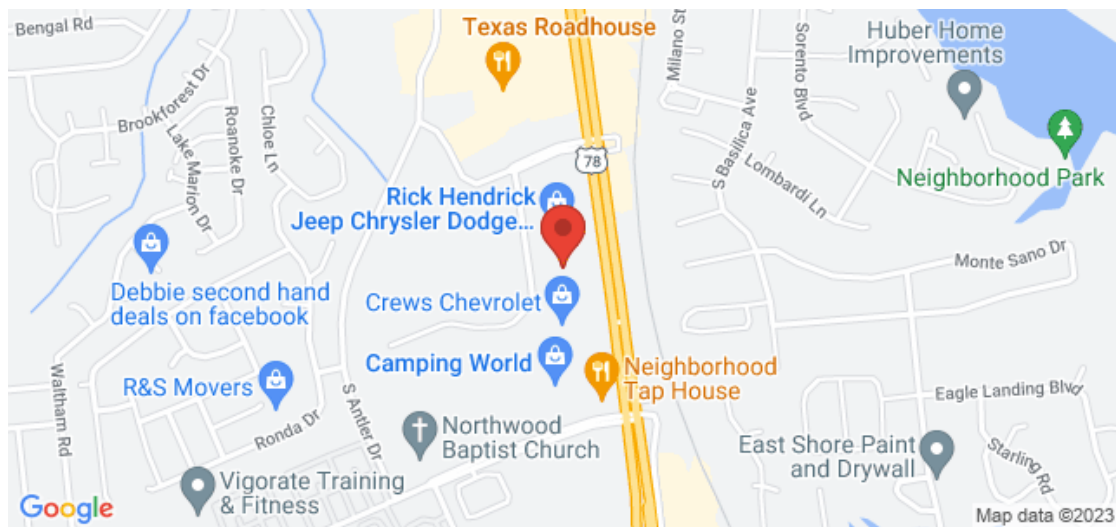 Bengal Rd
Texas Roadhouse
Milano St
Sorento Blvd
Huber Home
Improvements
Brookforest Dr
Roanoke Dr
Chloe Ln
Lake Marion Dr
78
S Basilica Ave
Lombardi Ln
Neighborhood Park
Rick Hendrick
Jeep Chrysler Dodge...
Monte Sano Dr
Debbie second hand
deals on facebook
Crews Chevrolet
Camping World
Neighborhood
Tap House
R&S Movers
Waltham Rd
Ronda Dr
S Antler Dr
Northwood
Baptist Church
Eagle Landing Blvd
East Shore Paint
and Drywall
Starling Rd
Vigorate Training
& Fitness
Google
Map data ©2023